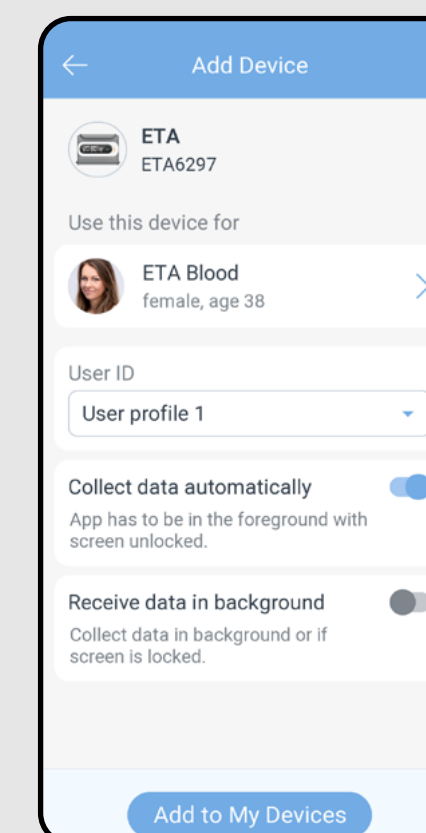 Add Device
ETA
ETA6297
Use this device for
ETA Blood
female, age 38
User ID
User profile 1
Collect data automatically
App has to be in the foreground with
screen unlocked.
Receive data in background
Collect data in background or if
screen is locked.
Add to My Devices